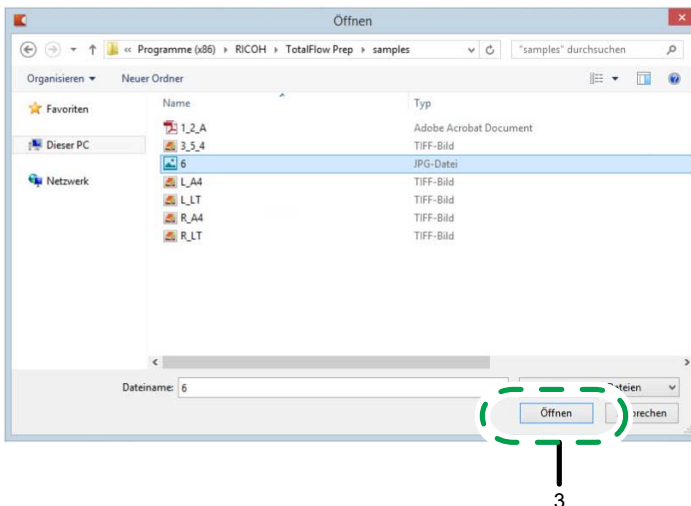 Öffnen
« Programme (x86) ▸ RICOH ▸ TotalFlow Prep ▸ samples
"samples" durchsuchen
Organisieren
Neuer Ordner
Favoriten
Dieser PC
Netzwerk
Name Typ
1_2_A Adobe Acrobat Document
3_5_4 TIFF-Bild
6 JPG-Datei
L_A4 TIFF-Bild
L_LT TIFF-Bild
R_A4 TIFF-Bild
R_LT TIFF-Bild
Dateiname: 6
Öffnen
3